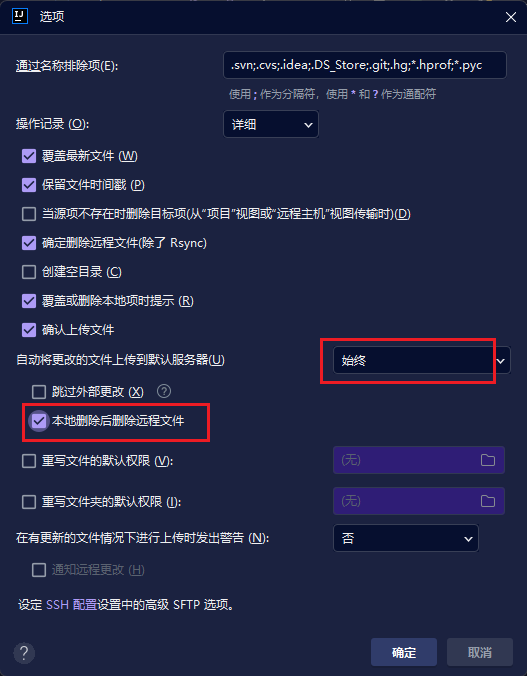 IJ 选项
通过名称排除项(E): .svn;.cvs;.idea;.DS_Store;.git;.hg;*.hprof;*.pyc
使用 ; 作为分隔符，使用 * 和 ? 作为通配符
操作记录 (O): 详细
覆盖最新文件 (W)
保留文件时间戳 (P)
当源项不存在时删除目标项(从“项目”视图或“远程主机”视图传输时)(D)
确定删除远程文件(除了 Rsync)
创建空目录 (C)
覆盖或删除本地项时提示 (R)
确认上传文件
自动将更改的文件上传到默认服务器(U) 始终
跳过外部更改 (X) ?
本地删除后删除远程文件
重写文件的默认权限 (V): (无)
重写文件夹的默认权限 (I): (无)
在有更新的文件情况下进行上传时发出警告 (N): 否
通知远程更改 (H)
设定 SSH 配置设置中的高级 SFTP 选项。
? 确定 取消